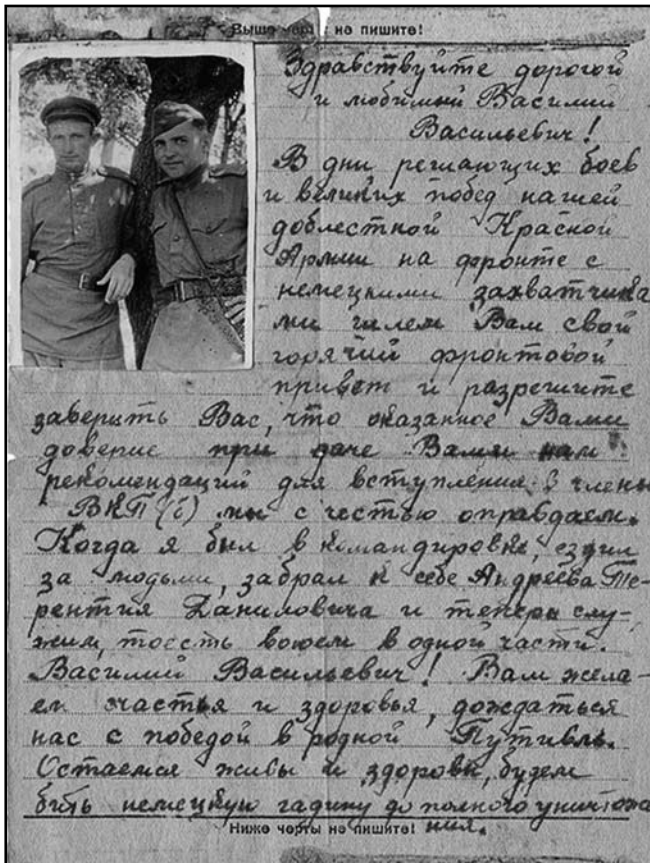 Выше черты не пишите!
Здравствуйте дорогой
и любимый Василий
Васильевич!
В дни решающих боев
и великих побед нашей
доблестной Красной
Армии на фронте с
немецкими захватчика
ми шлем Вам свой
горячий фронтовой
привет и разрешите
заверить Вас, что оказанное Вами
доверие при даче Вами нам
рекомендаций для вступления в члены
ВКП(б) мы с честью оправдаем.
Когда я был в командировке, ездил
за людьми, забрал к себе Андреева Те-
рентия Даниловича и теперь слу-
жим, тоесть воюем в одной части.
Василий Васильевич! Вам жела-
ем счастья и здоровья, дождаться
нас с победой в родной Путивль.
Остаемся живы и здоровы, будем
бить немецкую гадину до полного уничтоже
ния.
Ниже черты не пишите!